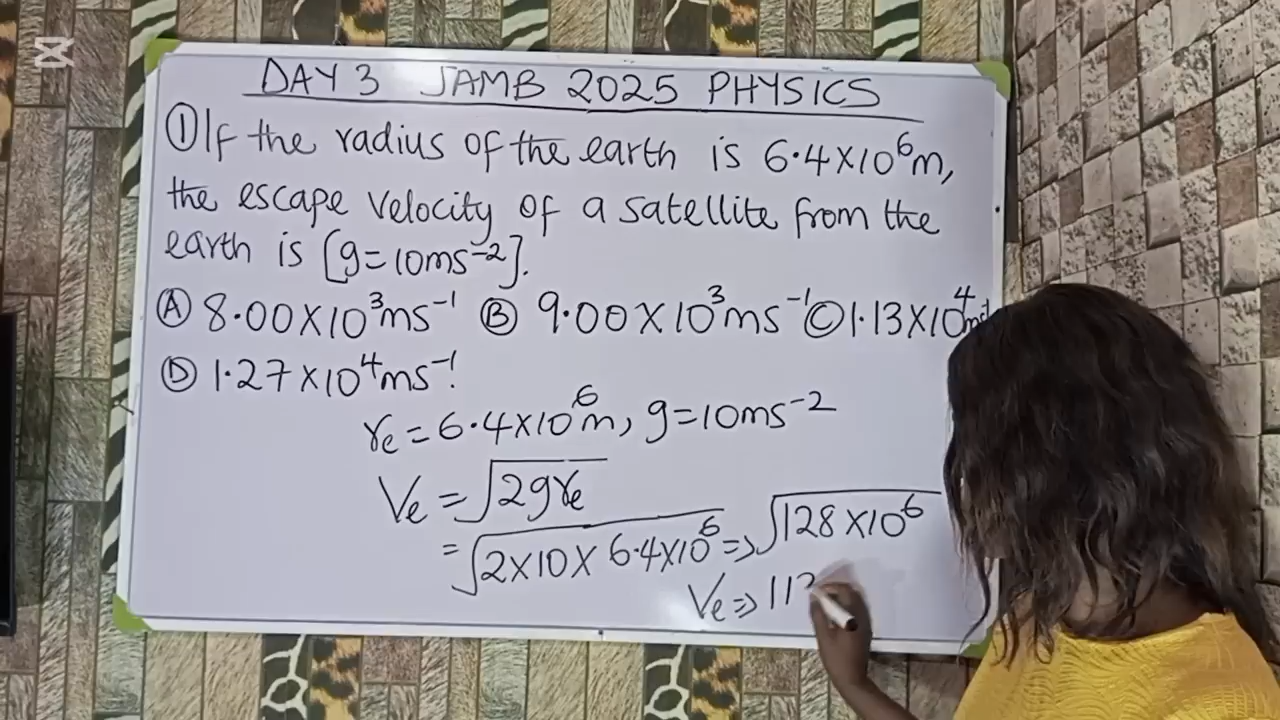 DAY 3 JAMB 2025 PHYSICS
① If the radius of the earth is 6.4×10⁶m,
the escape velocity of a satellite from the
earth is [g=10ms⁻²].
Ⓐ 8.00×10³ms⁻¹ Ⓑ 9.00×10³ms⁻¹ Ⓒ 1.13×10⁴ms⁻¹
Ⓓ 1.27×10⁴ms⁻¹.
rₑ = 6.4×10⁶m, g=10ms⁻²
Vₑ = √2grₑ
= √2×10×6.4×10⁶ => √128×10⁶
Vₑ => 113